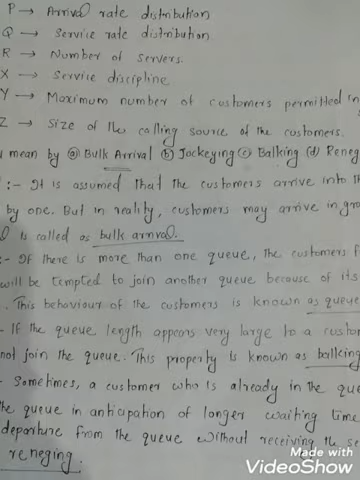 P → Arrival rate distribution
Q → Service rate distribution
R → Number of servers.
X → Service discipline
Y → Maximum number of customers permitted in
Z → Size of the calling source of the customers.
mean by (a) Bulk Arrival (b) Jockeying (c) Balking (d) Reneg
:- It is assumed that the customers arrive into the
by one. But in reality, customers may arrive in gro
is called as bulk arrival.
:- If there is more than one queue, the customers f
will be tempted to join another queue because of its
. This behaviour of the customers is known as queue
- If the queue length appears very large to a custo
not join the queue. This property is known as ballking
- Sometimes, a customer who is already in the que
the queue in anticipation of longer waiting time
departure from the queue without receiving the se
reneging.
Made with
VideoShow